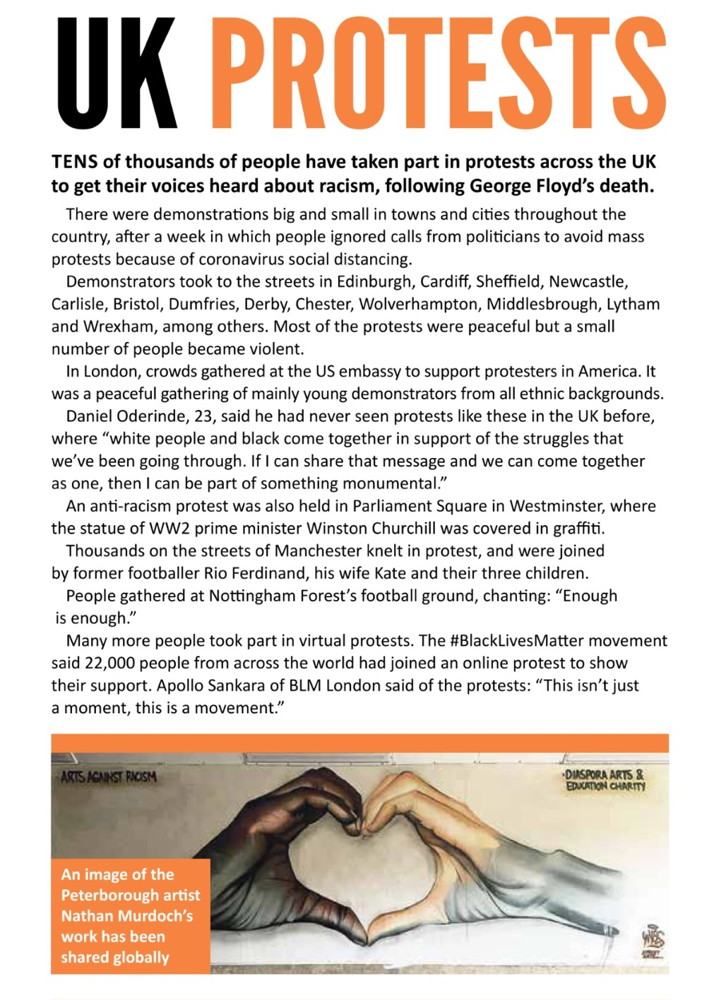 UK PROTESTS
TENS of thousands of people have taken part in protests across the UK
to get their voices heard about racism, following George Floyd's death.
There were demonstrations big and small in towns and cities throughout the
country, after a week in which people ignored calls from politicians to avoid mass
protests because of coronavirus social distancing.
Demonstrators took to the streets in Edinburgh, Cardiff, Sheffield, Newcastle,
Carlisle, Bristol, Dumfries, Derby, Chester, Wolverhampton, Middlesbrough, Lytham
and Wrexham, among others. Most of the protests were peaceful but a small
number of people became violent.
In London, crowds gathered at the US embassy to support protesters in America. It
was a peaceful gathering of mainly young demonstrators from all ethnic backgrounds.
Daniel Oderinde, 23, said he had never seen protests like these in the UK before,
where “white people and black come together in support of the struggles that
we've been going through. If I can share that message and we can come together
as one, then I can be part of something monumental.”
An anti-racism protest was also held in Parliament Square in Westminster, where
the statue of WW2 prime minister Winston Churchill was covered in graffiti.
Thousands on the streets of Manchester knelt in protest, and were joined
by former footballer Rio Ferdinand, his wife Kate and their three children.
People gathered at Nottingham Forest's football ground, chanting: “Enough
is enough.”
Many more people took part in virtual protests. The #BlackLivesMatter movement
said 22,000 people from across the world had joined an online protest to show
their support. Apollo Sankara of BLM London said of the protests: “This isn't just
a moment, this is a movement.”
·ARTS AGAINST RACISM
·DIASPORA ARTS &
EDUCATION CHARITY
An image of the
Peterborough artist
Nathan Murdoch's
work has been
shared globally